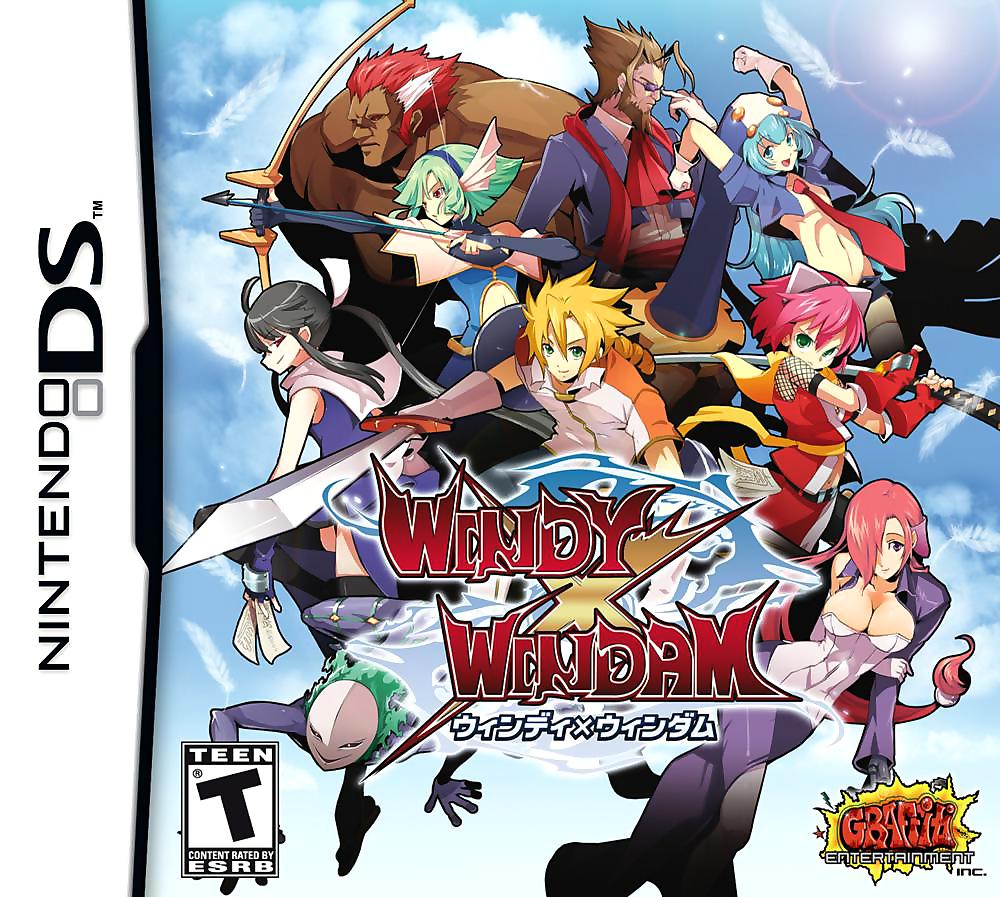 NINTENDO DS™
WINDY
X
WINDAM
ウィンディ×ウィンダム
TEEN
®
T
CONTENT RATED BY
ESRB
GRAFFITI
ENTERTAINMENT
INC.